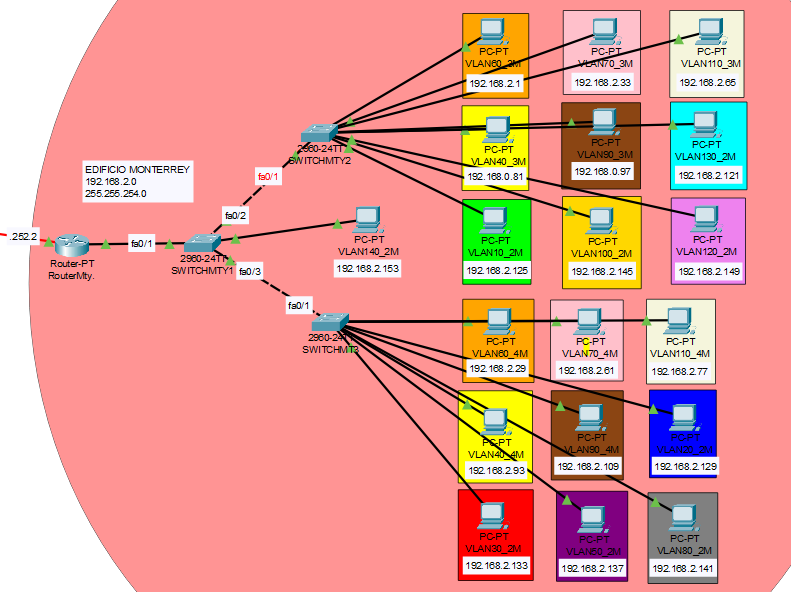 PC-PT
VLAN60_2M
192.168.2.1
PC-PT
VLAN70_3M
192.168.2.33
PC-PT
VLAN110_3M
192.168.2.65
2960-24TT
SWITCHMTY2
PC-PT
VLAN40_3M
192.168.0.81
PC-PT
VLAN90_3M
192.168.0.97
PC-PT
VLAN130_2M
192.168.2.121
EDIFICIO MONTERREY
192.168.2.0
255.255.254.0
fa0/1
fa0/2
.252.2
Router-PT
RouterMty.
fa0/1
2960-24TT
SWITCHMTY1
fa0/3
PC-PT
VLAN140_2M
192.168.2.153
PC-PT
VLAN10_2M
192.168.2.125
PC-PT
VLAN100_2M
192.168.2.145
PC-PT
VLAN120_2M
192.168.2.149
fa0/1
2960-24TT
SWITCHMT3
PC-PT
VLAN60_4M
192.168.2.29
PC-PT
VLAN70_4M
192.168.2.61
PC-PT
VLAN110_4M
192.168.2.77
PC-PT
VLAN40_4M
192.168.2.93
PC-PT
VLAN90_4M
192.168.2.109
PC-PT
VLAN20_2M
192.168.2.129
PC-PT
VLAN30_2M
192.168.2.133
PC-PT
VLAN50_2M
192.168.2.137
PC-PT
VLAN80_2M
192.168.2.141